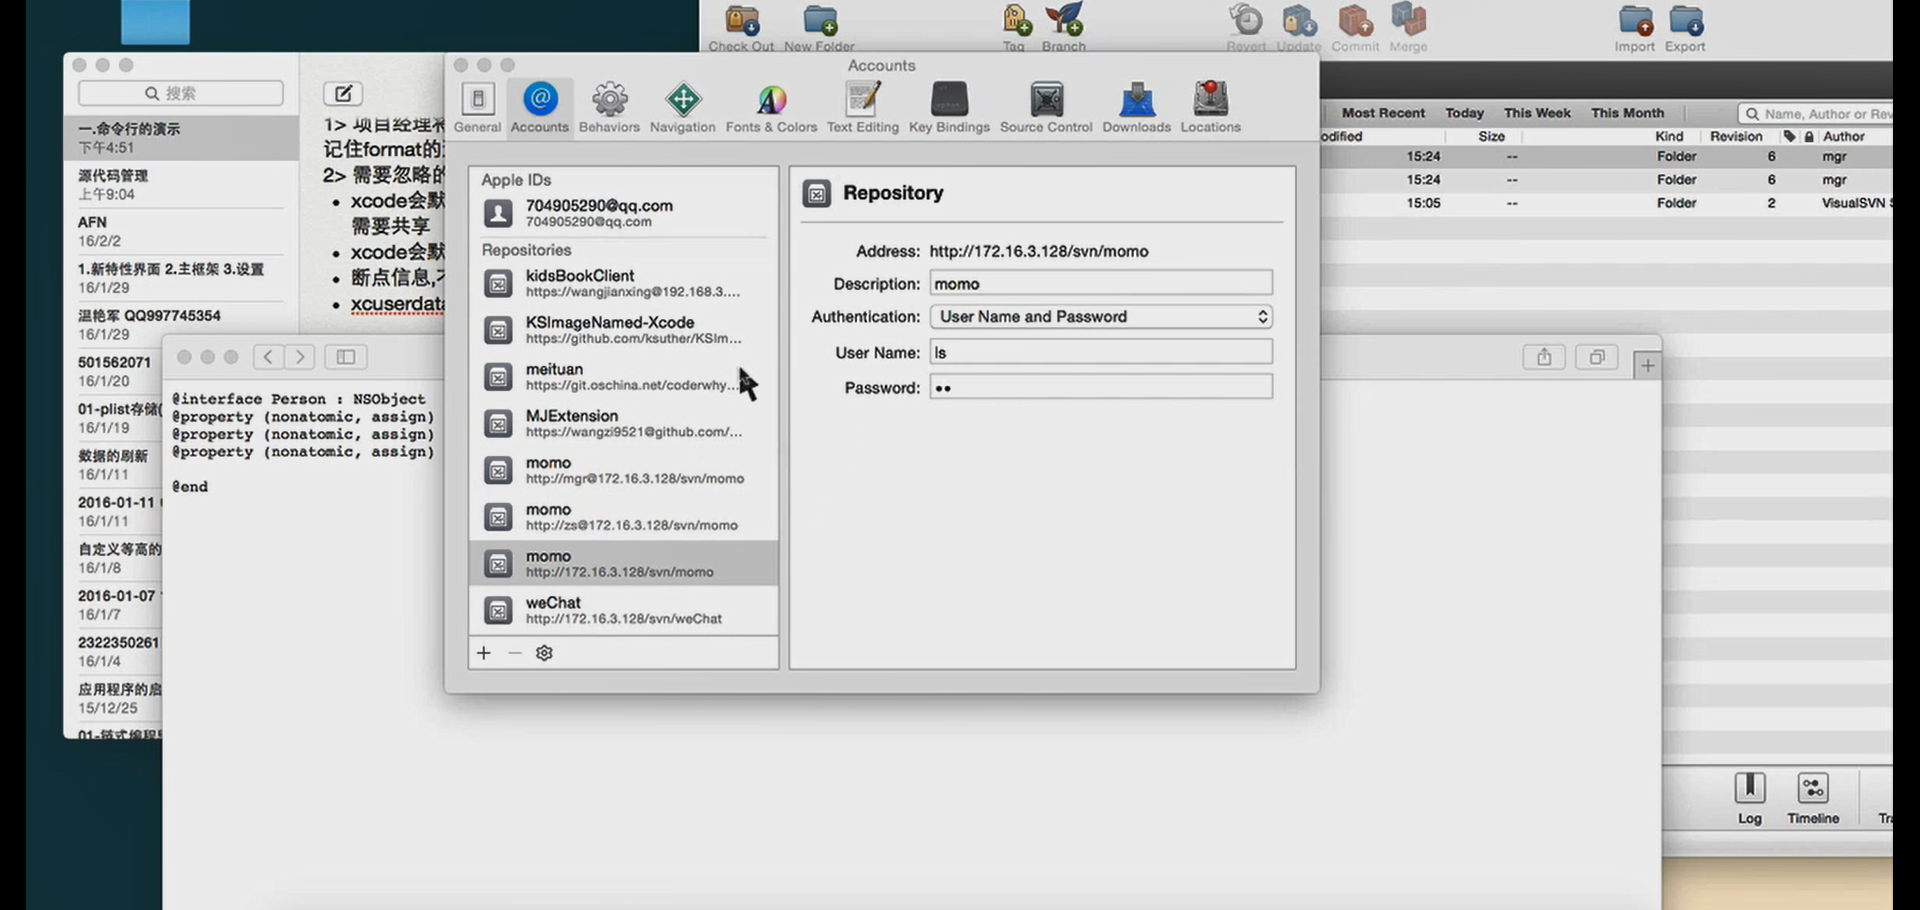 Check Out
New Folder
Tag
Branch
Revert
Update
Commit
Merge
Import
Export
搜索
一.命令行的演示
下午4:51
源代码管理
上午9:04
AFN
16/2/2
1.新特性界面 2.主框架 3.设置
16/1/29
温艳军 QQ997745354
16/1/29
501562071
16/1/20
01-plist存储(
16/1/19
数据的刷新
16/1/11
2016-01-11
16/1/11
自定义等高的
16/1/8
2016-01-07
16/1/7
2322350261
16/1/4
应用程序的启
15/12/25
01-链式编程
1> 项目经理将
记住format的
2> 需要忽略的
• xcode会默
需要共享
• xcode会默
• 断点信息,
• xcuserdata
@interface Person : NSObject
@property (nonatomic, assign)
@property (nonatomic, assign)
@property (nonatomic, assign)
@end
Accounts
General
Accounts
Behaviors
Navigation
Fonts & Colors
Text Editing
Key Bindings
Source Control
Downloads
Locations
Apple IDs
704905290@qq.com
704905290@qq.com
Repositories
kidsBookClient
https://wangjianxing@192.168.3....
KSImageNamed-Xcode
https://github.com/ksuther/KSIm...
meituan
https://git.oschina.net/coderwhy...
MJExtension
https://wangzi9521@github.com/...
momo
http://mgr@172.16.3.128/svn/momo
momo
http://zs@172.16.3.128/svn/momo
momo
http://172.16.3.128/svn/momo
weChat
http://172.16.3.128/svn/weChat
Repository
Address: http://172.16.3.128/svn/momo
Description: momo
Authentication: User Name and Password
User Name: ls
Password: ••
Most Recent Today This Week This Month
Name, Author or Rev
odified Size Kind Revision Author
15:24 -- Folder 6 mgr
15:24 -- Folder 6 mgr
15:05 -- Folder 2 VisualSVN S
Log
Timeline
Tr